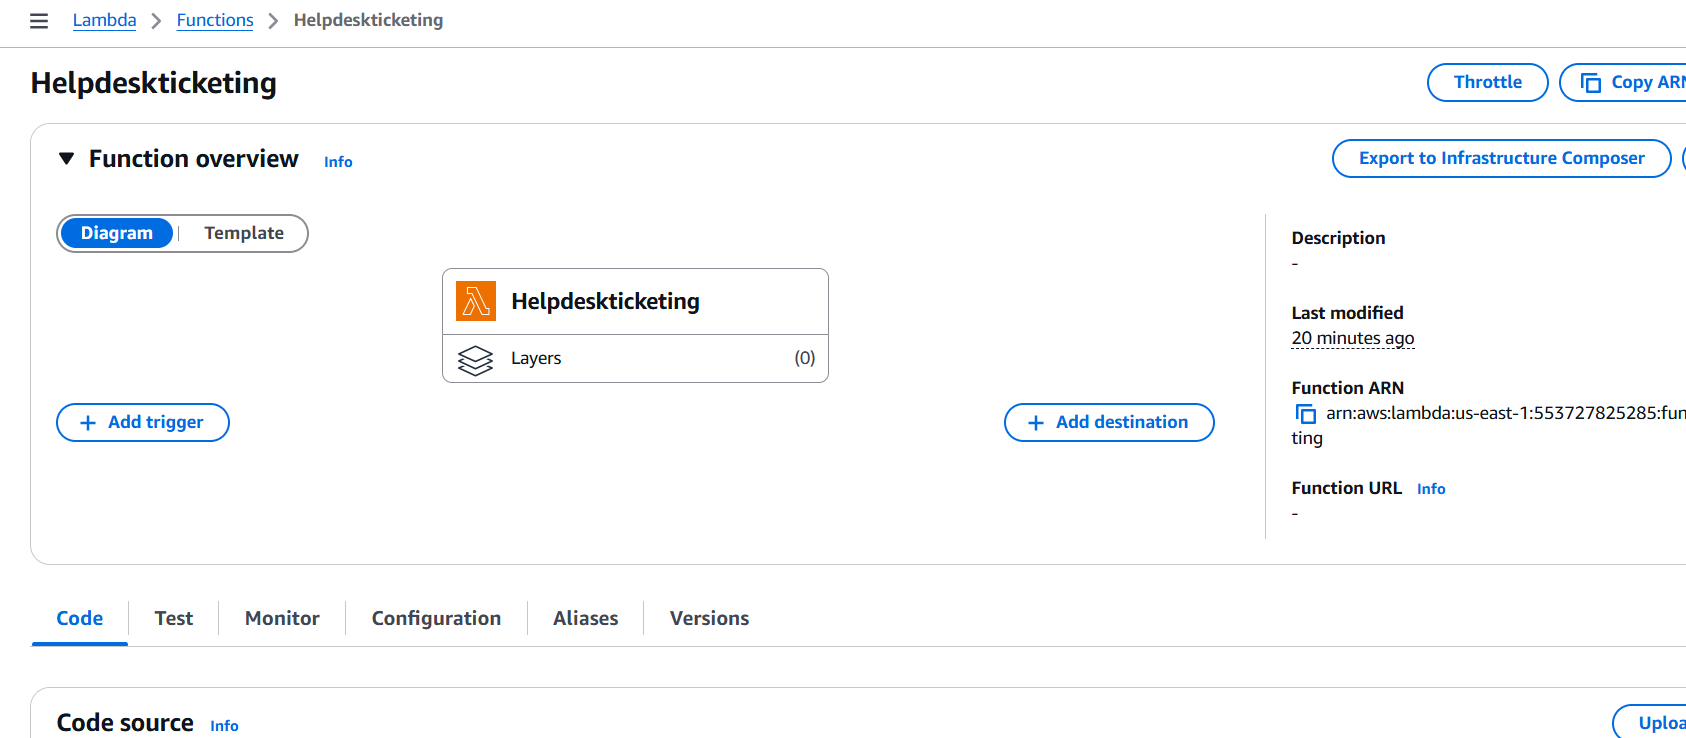 Lambda > Functions > Helpdeskticketing
Helpdeskticketing
Throttle
Copy ARN
Function overview Info
Export to Infrastructure Composer
Diagram | Template
Helpdeskticketing
Layers (0)
+ Add trigger
+ Add destination
Description
-
Last modified
20 minutes ago
Function ARN
arn:aws:lambda:us-east-1:553727825285:fun
ting
Function URL Info
-
Code
Test
Monitor
Configuration
Aliases
Versions
Code source Info
Uploa